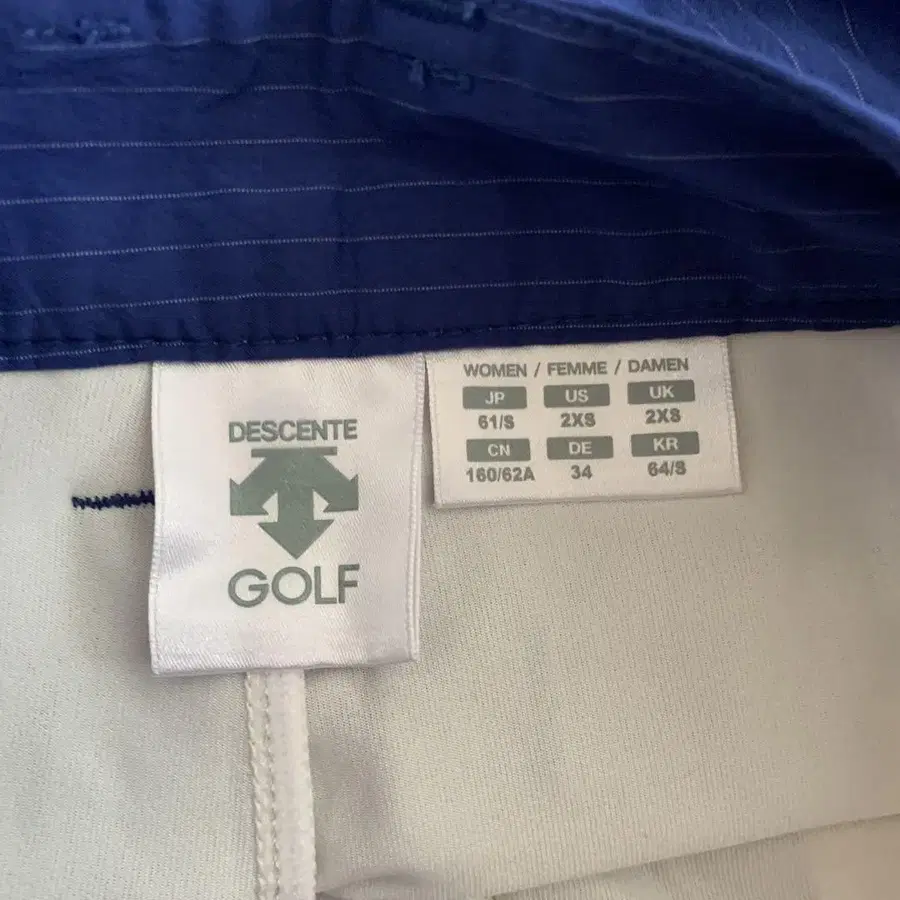 DESCENTE
GOLF
WOMEN / FEMME / DAMEN
JP US UK
61/S 2XS 2XS
CN DE KR
160/62A 34 64/S